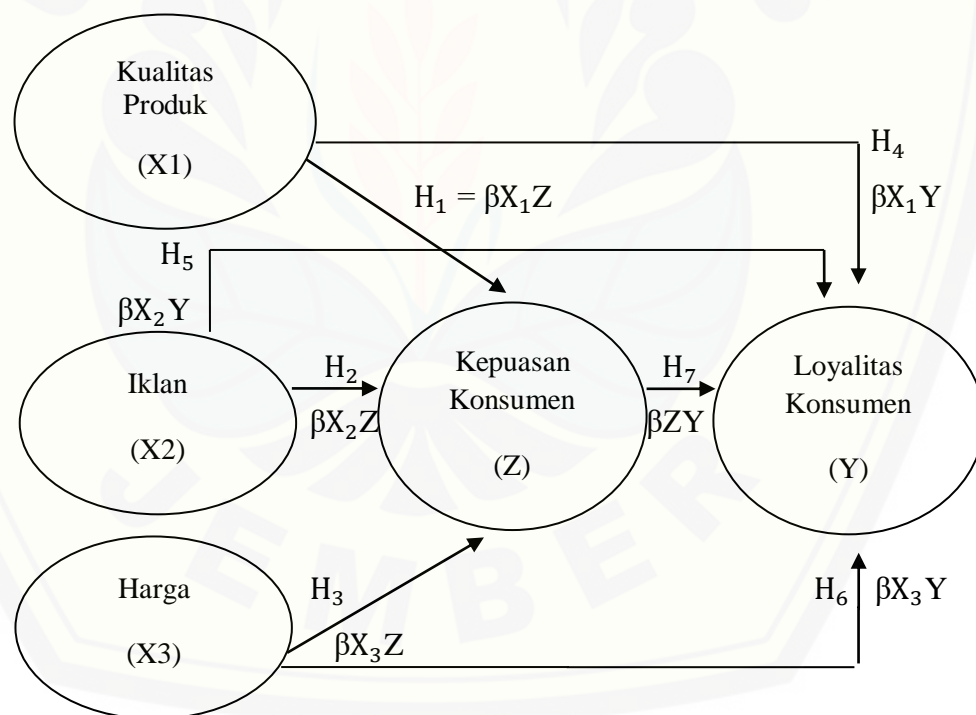 Kualitas
Produk
(X1)
H₄
H₁ = βX₁Z
βX₁Y
H₅
βX₂Y
Iklan
(X2)
H₂
βX₂Z
Kepuasan
Konsumen
(Z)
H₇
βZY
Loyalitas
Konsumen
(Y)
Harga
(X3)
H₃
βX₃Z
H₆ βX₃Y
JEMBER